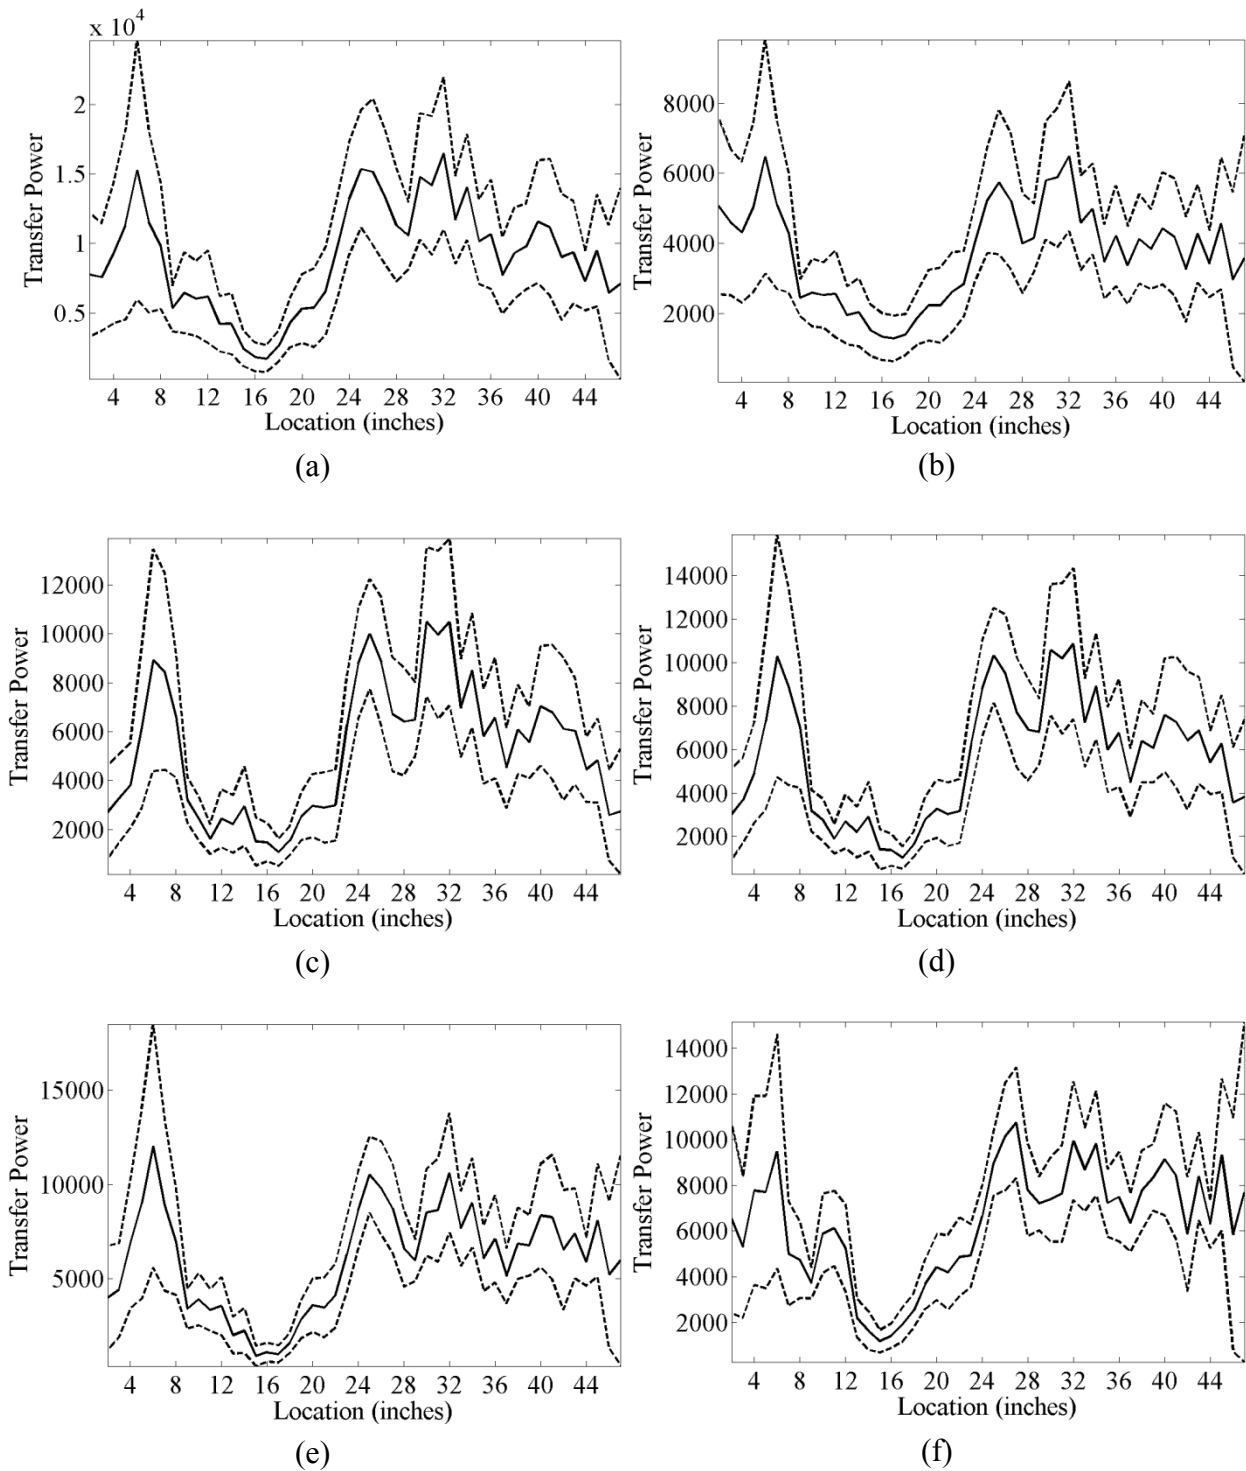 x 10^4
2
1.5
1
0.5
Transfer Power
4 8 12 16 20 24 28 32 36 40 44
Location (inches)
(a)
8000
6000
4000
2000
Transfer Power
4 8 12 16 20 24 28 32 36 40 44
Location (inches)
(b)
12000
10000
8000
6000
4000
2000
Transfer Power
4 8 12 16 20 24 28 32 36 40 44
Location (inches)
(c)
14000
12000
10000
8000
6000
4000
2000
Transfer Power
4 8 12 16 20 24 28 32 36 40 44
Location (inches)
(d)
15000
10000
5000
Transfer Power
4 8 12 16 20 24 28 32 36 40 44
Location (inches)
(e)
14000
12000
10000
8000
6000
4000
2000
Transfer Power
4 8 12 16 20 24 28 32 36 40 44
Location (inches)
(f)